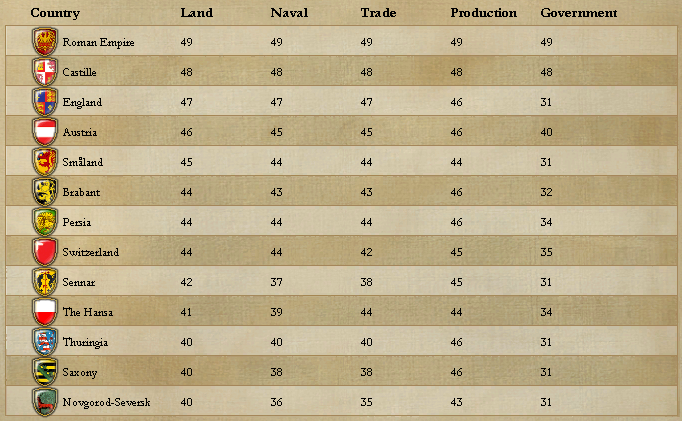 Country Land Naval Trade Production Government
Roman Empire 49 49 49 49 49
Castille 48 48 48 48 48
England 47 47 47 46 31
Austria 46 45 45 46 40
Småland 45 44 44 44 31
Brabant 44 43 43 46 32
Persia 44 44 44 46 34
Switzerland 44 44 42 45 35
Sennar 42 37 38 45 31
The Hansa 41 39 44 44 34
Thuringia 40 40 40 46 31
Saxony 40 38 38 46 31
Novgorod-Seversk 40 36 35 43 31